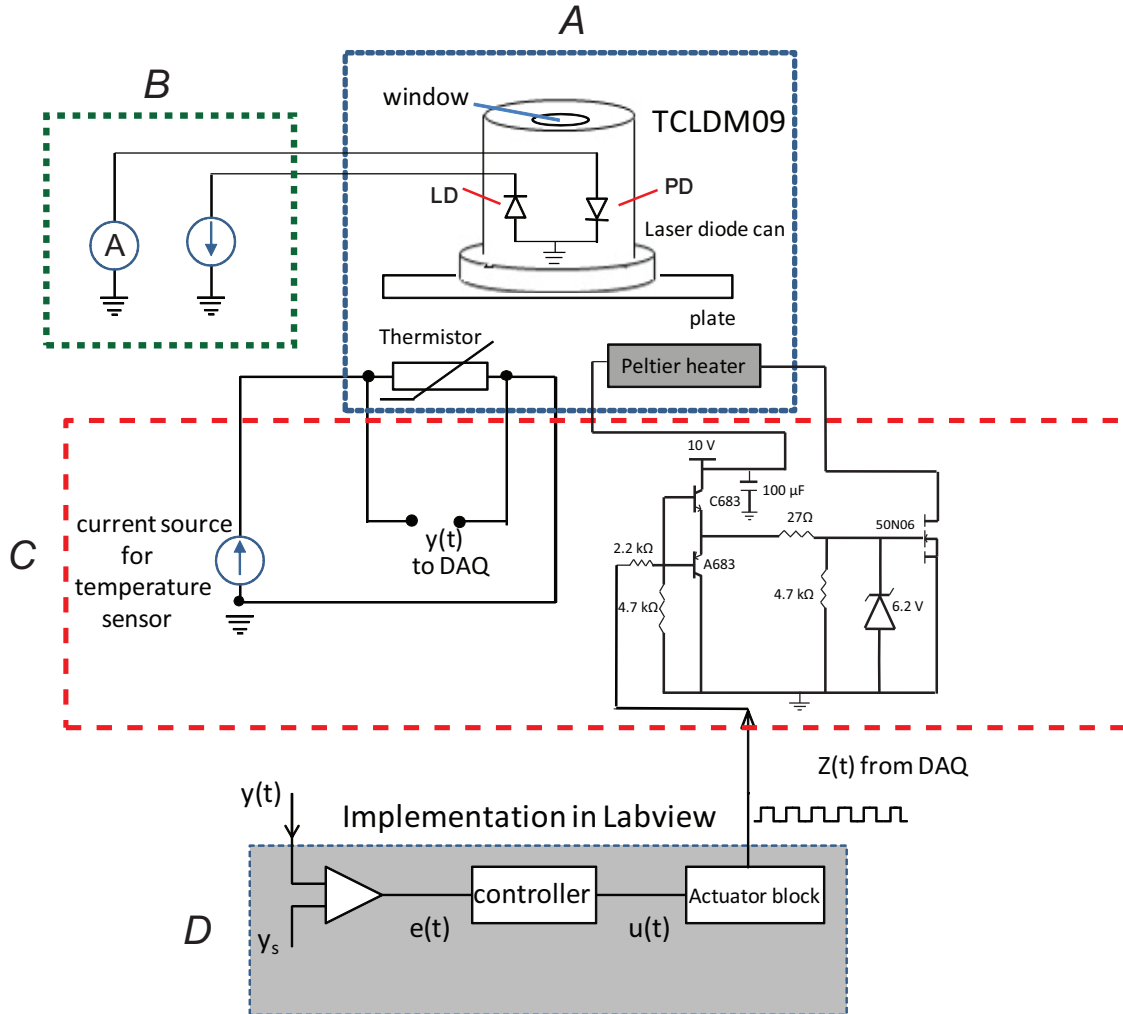 A
B
window
TCLDM09
LD
PD
Laser diode can
A
plate
Thermistor
Peltier heater
10 V
C683
100 μF
27Ω
50N06
2.2 kΩ
A683
4.7 kΩ
4.7 kΩ
6.2 V
C
current source
for
temperature
sensor
y(t)
to DAQ
Z(t) from DAQ
y(t)
Implementation in Labview
D
controller
Actuator block
e(t)
u(t)
ys